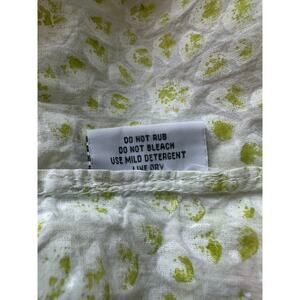 DO NOT RUB
DO NOT BLEACH
USE MILD DETERGENT
LINE DRY